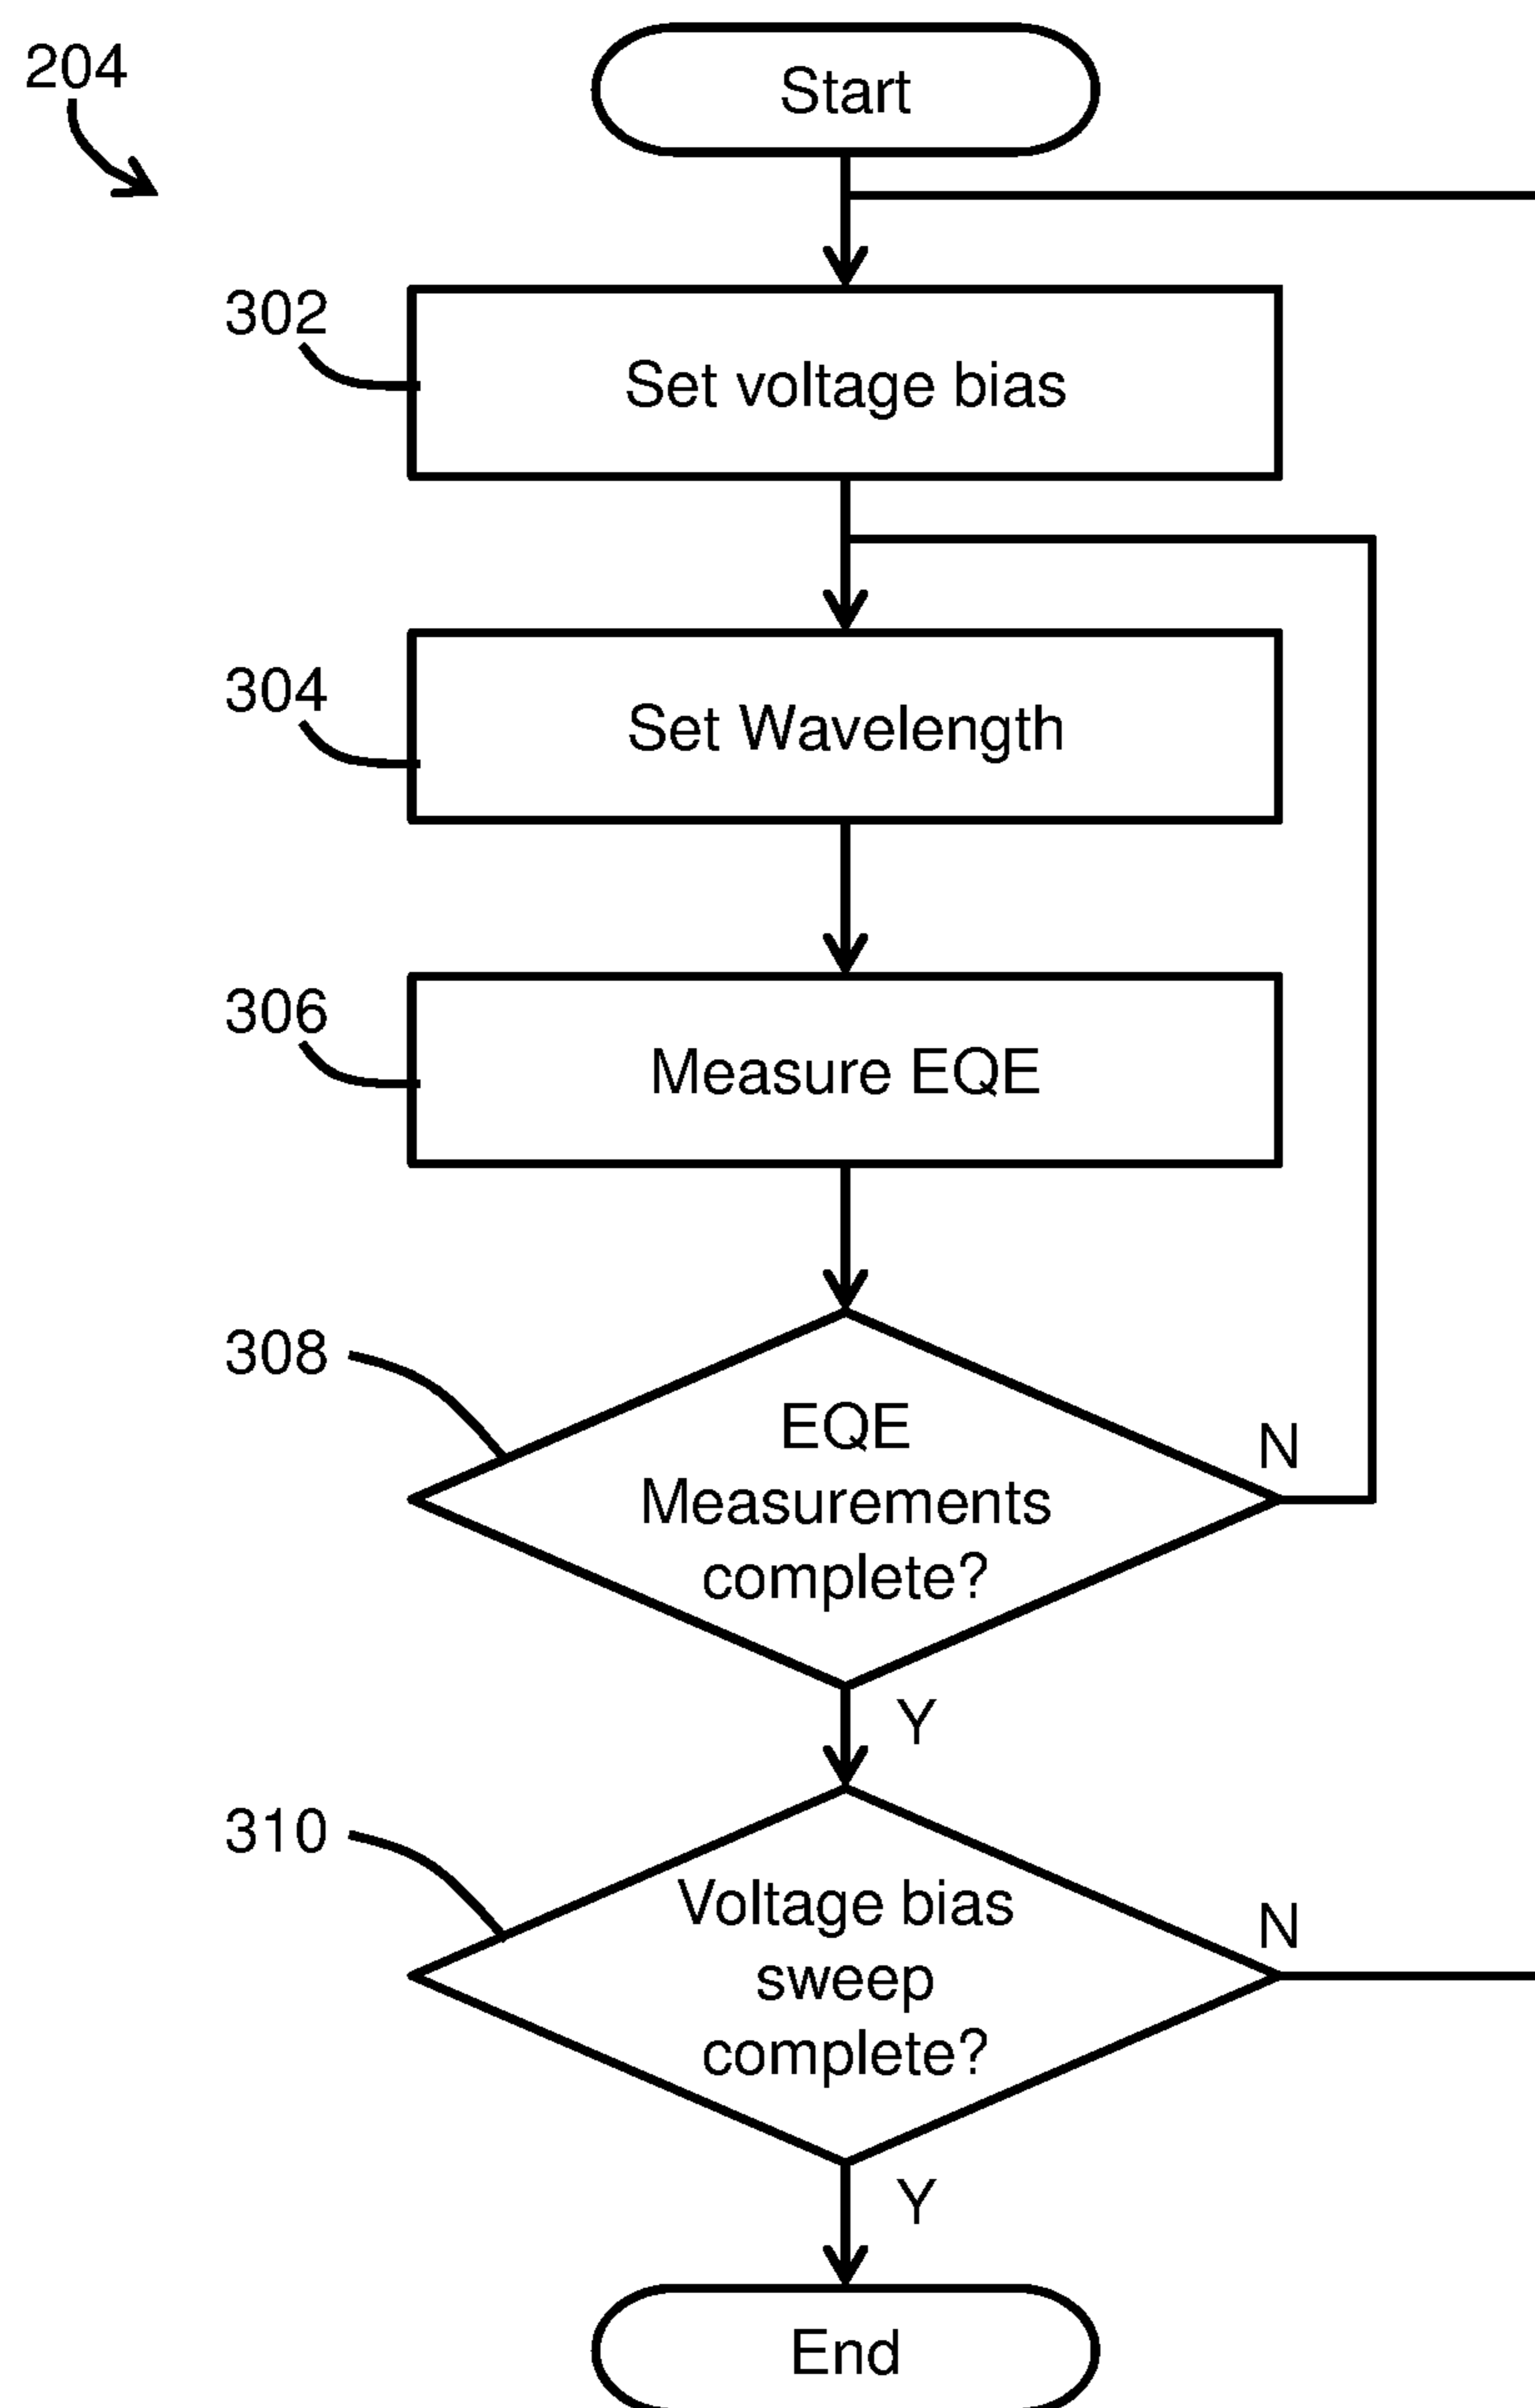 204
Start
302
Set voltage bias
304
Set Wavelength
306
Measure EQE
308
EQE
Measurements
complete?
N
Y
310
Voltage bias
sweep
complete?
N
Y
End